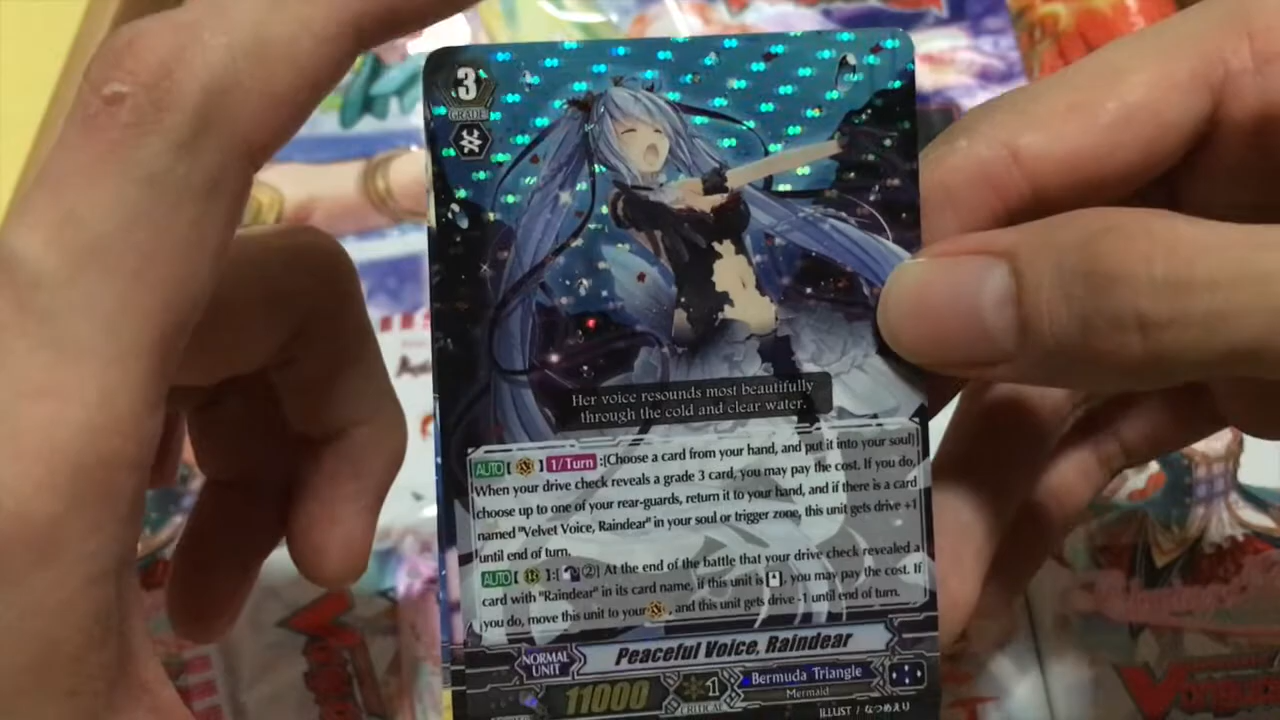 3
GRADE
Her voice resounds most beautifully
through the cold and clear water.
AUTO【 】1/Turn :[Choose a card from your hand, and put it into your soul]
When your drive check reveals a grade 3 card, you may pay the cost. If you do,
choose up to one of your rear-guards, return it to your hand, and if there is a card
named "Velvet Voice, Raindear" in your soul or trigger zone, this unit gets drive +1
until end of turn.
AUTO【 】:[ ②] At the end of the battle that your drive check revealed a
card with "Raindear" in its card name, if this unit is , you may pay the cost. If
you do, move this unit to your , and this unit gets drive -1 until end of turn.
Peaceful Voice, Raindear
NORMAL
UNIT
11000
1
CRITICAL
Bermuda Triangle
Mermaid
ILLUST / なつめえり
VANGUARD